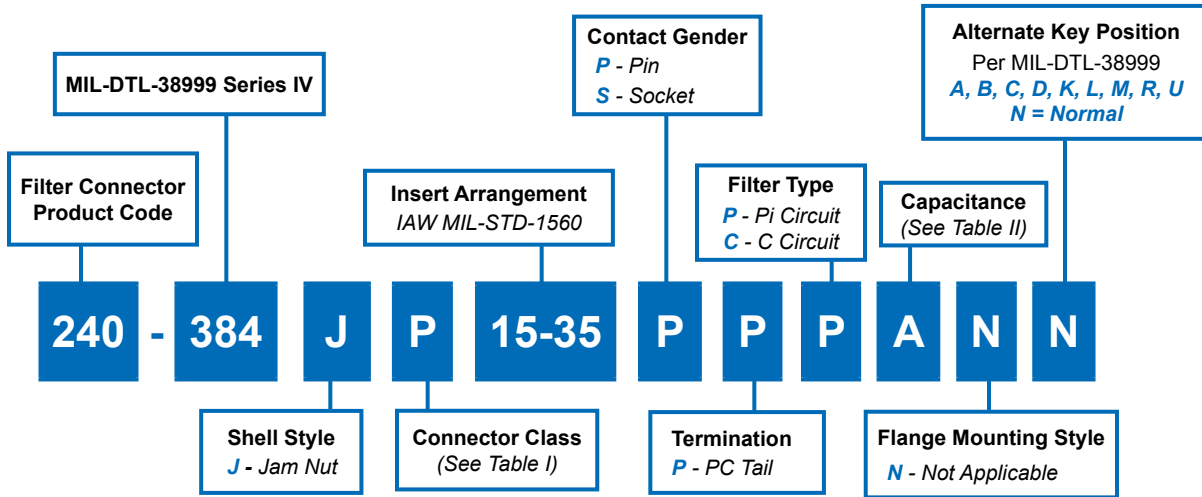 MIL-DTL-38999 Series IV
Contact Gender
P - Pin
S - Socket
Alternate Key Position
Per MIL-DTL-38999
A, B, C, D, K, L, M, R, U
N = Normal
Filter Connector
Product Code
Insert Arrangement
IAW MIL-STD-1560
Filter Type
P - Pi Circuit
C - C Circuit
Capacitance
(See Table II)
240 - 384 J P 15-35 P P P A N N
Shell Style
J - Jam Nut
Connector Class
(See Table I)
Termination
P - PC Tail
Flange Mounting Style
N - Not Applicable